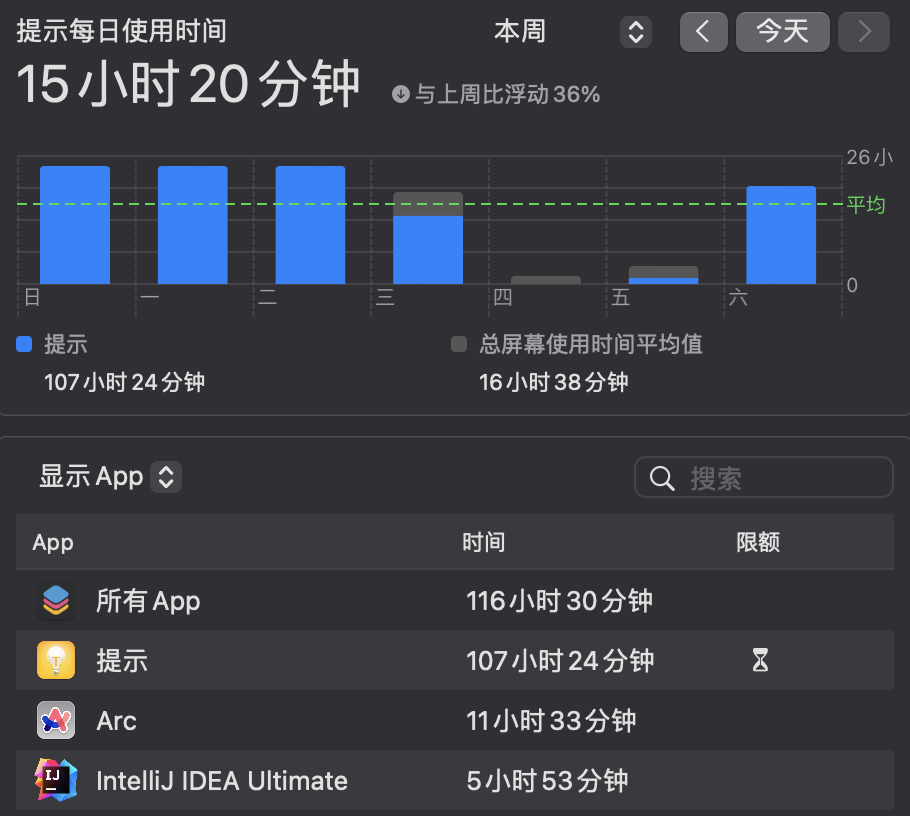 提示每日使用时间 本周 今天
15小时20分钟 与上周比浮动36%
26小
平均
0
日 一 二 三 四 五 六
提示 总屏幕使用时间平均值
107小时24分钟 16小时38分钟
显示App 搜索
App 时间 限额
所有App 116小时30分钟
提示 107小时24分钟
Arc 11小时33分钟
IJ IntelliJ IDEA Ultimate 5小时53分钟